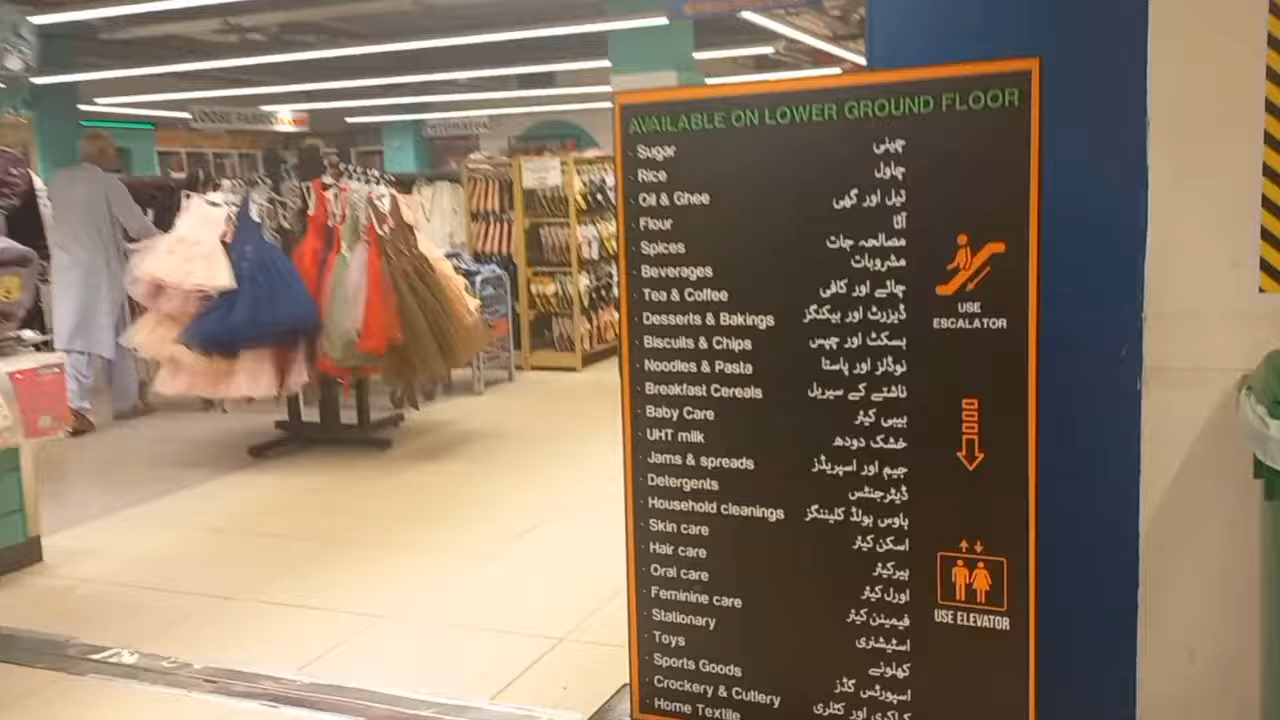 LOOSE FABRIC
AVAILABLE ON LOWER GROUND FLOOR
· Sugar چینی
· Rice چاول
· Oil & Ghee تیل اور گھی
· Flour آٹا
· Spices مصالحہ جات
· Beverages مشروبات
· Tea & Coffee چائے اور کافی
· Desserts & Bakings ڈیزرٹ اور بیکنگز
· Biscuits & Chips بسکٹ اور چپس
· Noodles & Pasta نوڈلز اور پاستا
· Breakfast Cereals ناشتے کے سیریل
· Baby Care بیبی کیئر
· UHT milk خشک دودھ
· Jams & spreads جیم اور اسپریڈز
· Detergents ڈیٹرجنٹس
· Household cleanings ہاوس ہولڈ کلیننگز
· Skin care اسکن کیئر
· Hair care ہیرکیئر
· Oral care اورل کیئر
· Feminine care فیمینن کیئر
· Stationary اسٹیشنری
· Toys کھلونے
· Sports Goods اسپورٹس گڈز
· Crockery & Cutlery کراکری اور کٹلری
· Home Textile
USE
ESCALATOR
USE ELEVATOR